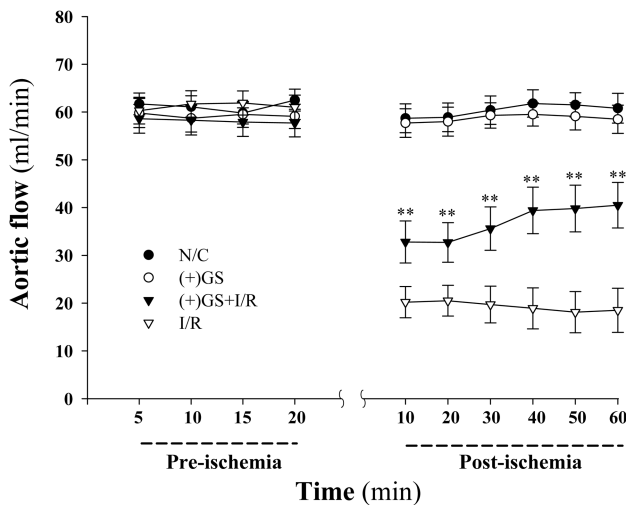 Aortic flow (ml/min)
80
70
60
50
40
30
20
10
0
** ** ** ** ** **
N/C
(+)GS
(+)GS+I/R
I/R
5 10 15 20 10 20 30 40 50 60
Pre-ischemia Post-ischemia
Time (min)